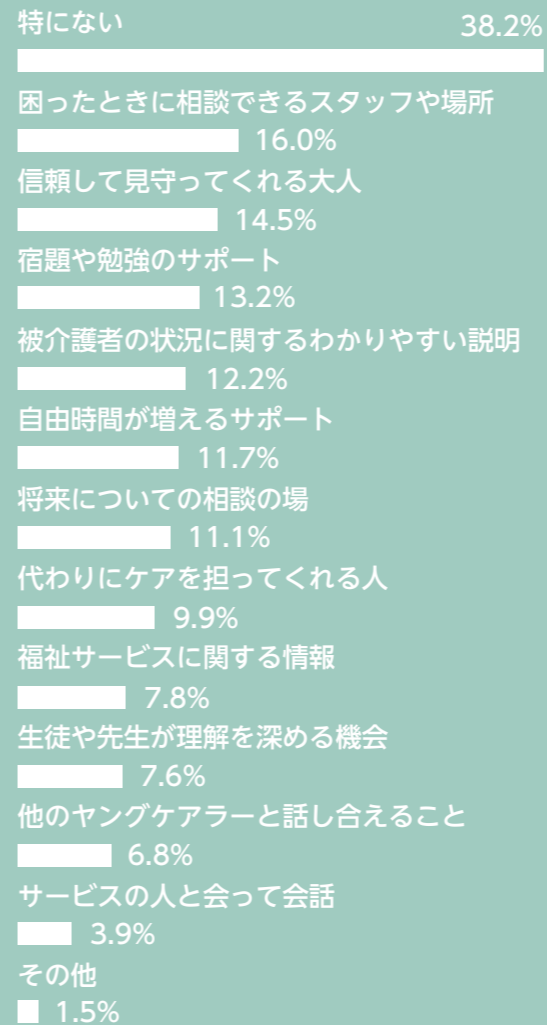 特にない 38.2%
困ったときに相談できるスタッフや場所
16.0%
信頼して見守ってくれる大人
14.5%
宿題や勉強のサポート
13.2%
被介護者の状況に関するわかりやすい説明
12.2%
自由時間が増えるサポート
11.7%
将来についての相談の場
11.1%
代わりにケアを担ってくれる人
9.9%
福祉サービスに関する情報
7.8%
生徒や先生が理解を深める機会
7.6%
他のヤングケアラーと話し合えること
6.8%
サービスの人と会って会話
3.9%
その他
1.5%